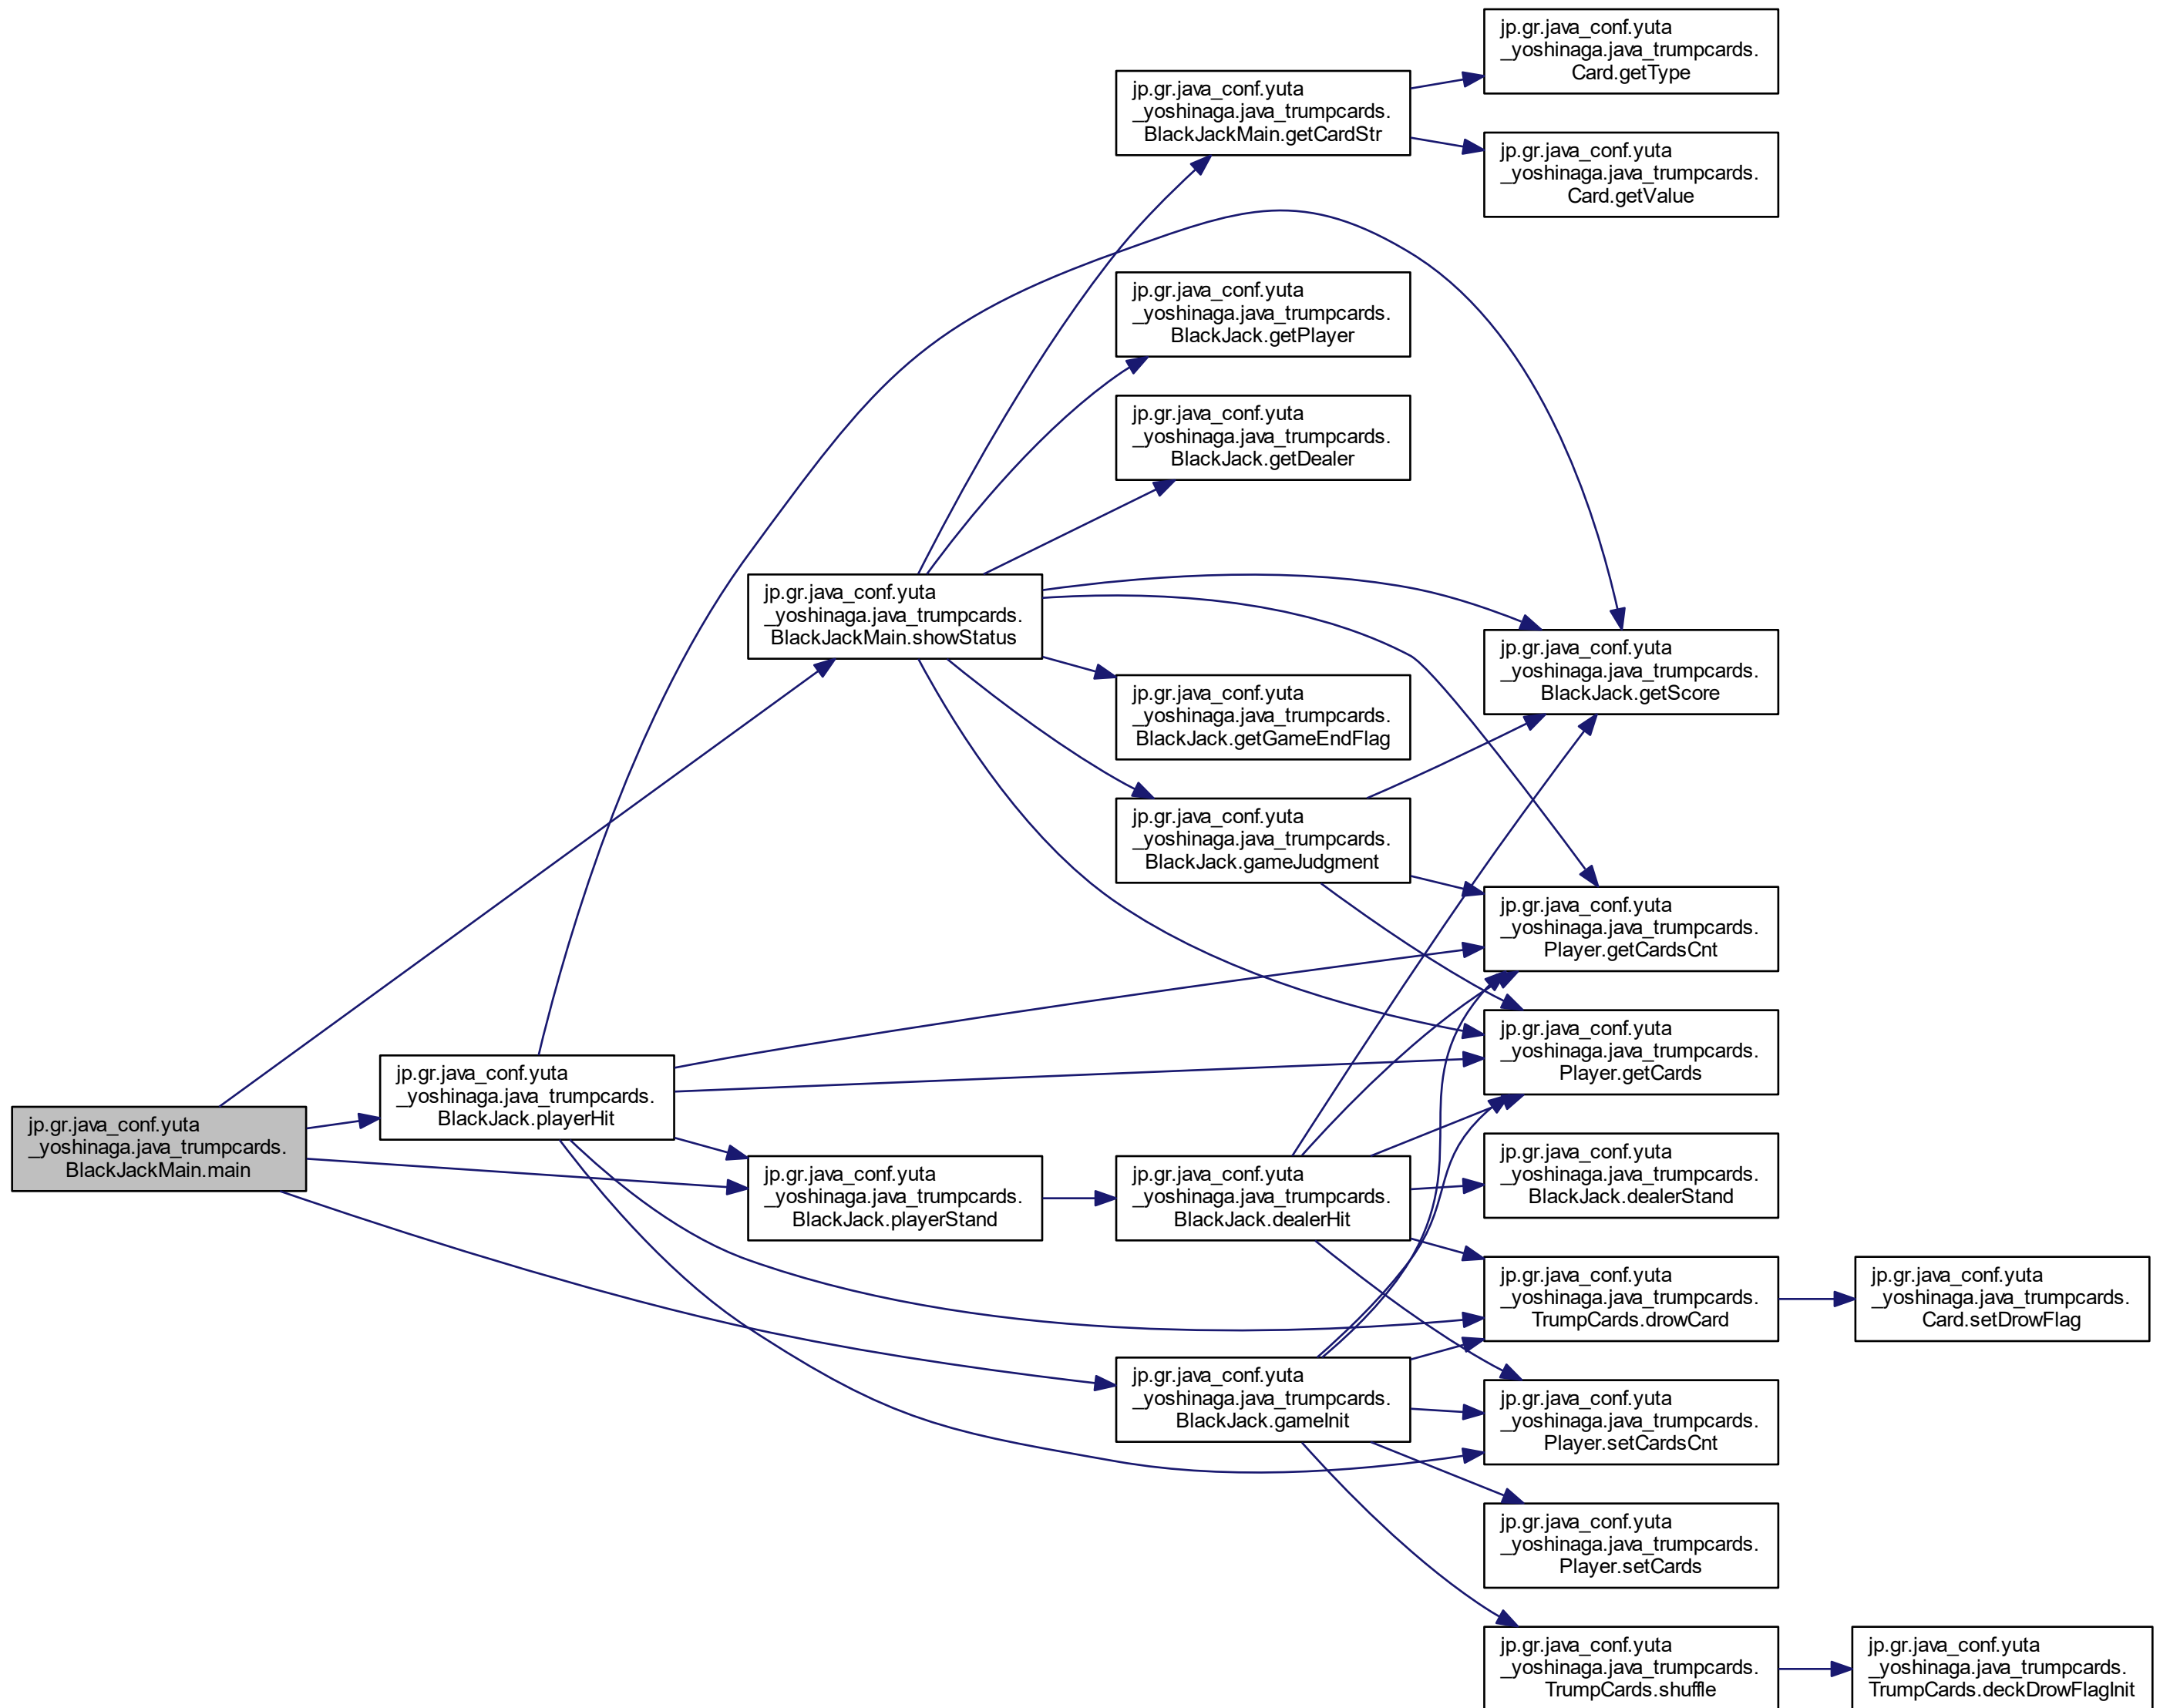 jp.gr.java_conf.yuta
_yoshinaga.java_trumpcards.
Card.getType
jp.gr.java_conf.yuta
_yoshinaga.java_trumpcards.
BlackJackMain.getCardStr
jp.gr.java_conf.yuta
_yoshinaga.java_trumpcards.
Card.getValue
jp.gr.java_conf.yuta
_yoshinaga.java_trumpcards.
BlackJack.getPlayer
jp.gr.java_conf.yuta
_yoshinaga.java_trumpcards.
BlackJack.getDealer
jp.gr.java_conf.yuta
_yoshinaga.java_trumpcards.
BlackJackMain.showStatus
jp.gr.java_conf.yuta
_yoshinaga.java_trumpcards.
BlackJack.getScore
jp.gr.java_conf.yuta
_yoshinaga.java_trumpcards.
BlackJack.getGameEndFlag
jp.gr.java_conf.yuta
_yoshinaga.java_trumpcards.
BlackJack.gameJudgment
jp.gr.java_conf.yuta
_yoshinaga.java_trumpcards.
Player.getCardsCnt
jp.gr.java_conf.yuta
_yoshinaga.java_trumpcards.
Player.getCards
jp.gr.java_conf.yuta
_yoshinaga.java_trumpcards.
BlackJack.playerHit
jp.gr.java_conf.yuta
_yoshinaga.java_trumpcards.
BlackJackMain.main
jp.gr.java_conf.yuta
_yoshinaga.java_trumpcards.
BlackJack.playerStand
jp.gr.java_conf.yuta
_yoshinaga.java_trumpcards.
BlackJack.dealerHit
jp.gr.java_conf.yuta
_yoshinaga.java_trumpcards.
BlackJack.dealerStand
jp.gr.java_conf.yuta
_yoshinaga.java_trumpcards.
TrumpCards.drowCard
jp.gr.java_conf.yuta
_yoshinaga.java_trumpcards.
Card.setDrowFlag
jp.gr.java_conf.yuta
_yoshinaga.java_trumpcards.
BlackJack.gameInit
jp.gr.java_conf.yuta
_yoshinaga.java_trumpcards.
Player.setCardsCnt
jp.gr.java_conf.yuta
_yoshinaga.java_trumpcards.
Player.setCards
jp.gr.java_conf.yuta
_yoshinaga.java_trumpcards.
TrumpCards.shuffle
jp.gr.java_conf.yuta
_yoshinaga.java_trumpcards.
TrumpCards.deckDrowFlagInit